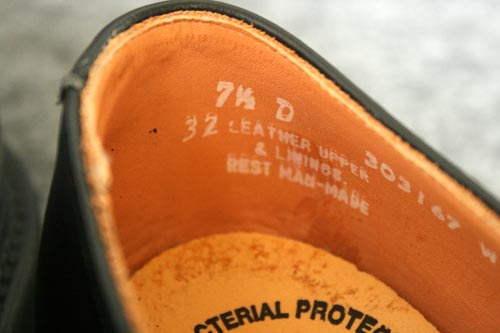 7½ D
32 LEATHER UPPER 303167 W
& LININGS.
REST MAN-MADE
CTERIAL PROTE